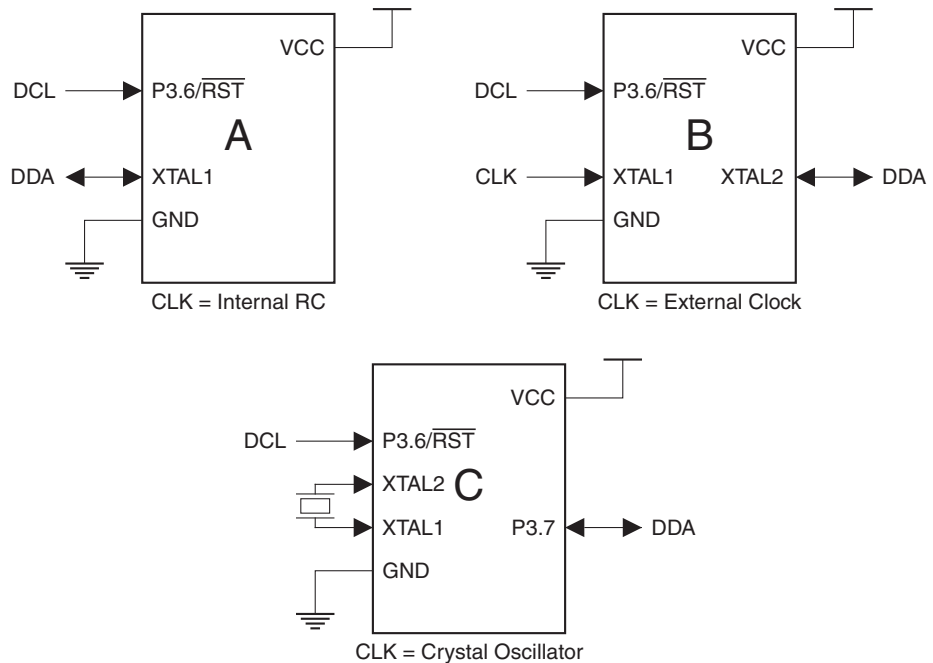 VCC
DCL
P3.6/RST
A
DDA
XTAL1
GND
CLK = Internal RC
VCC
DCL
P3.6/RST
B
CLK
XTAL1
XTAL2
DDA
GND
CLK = External Clock
VCC
DCL
P3.6/RST
XTAL2
C
XTAL1
P3.7
DDA
GND
CLK = Crystal Oscillator